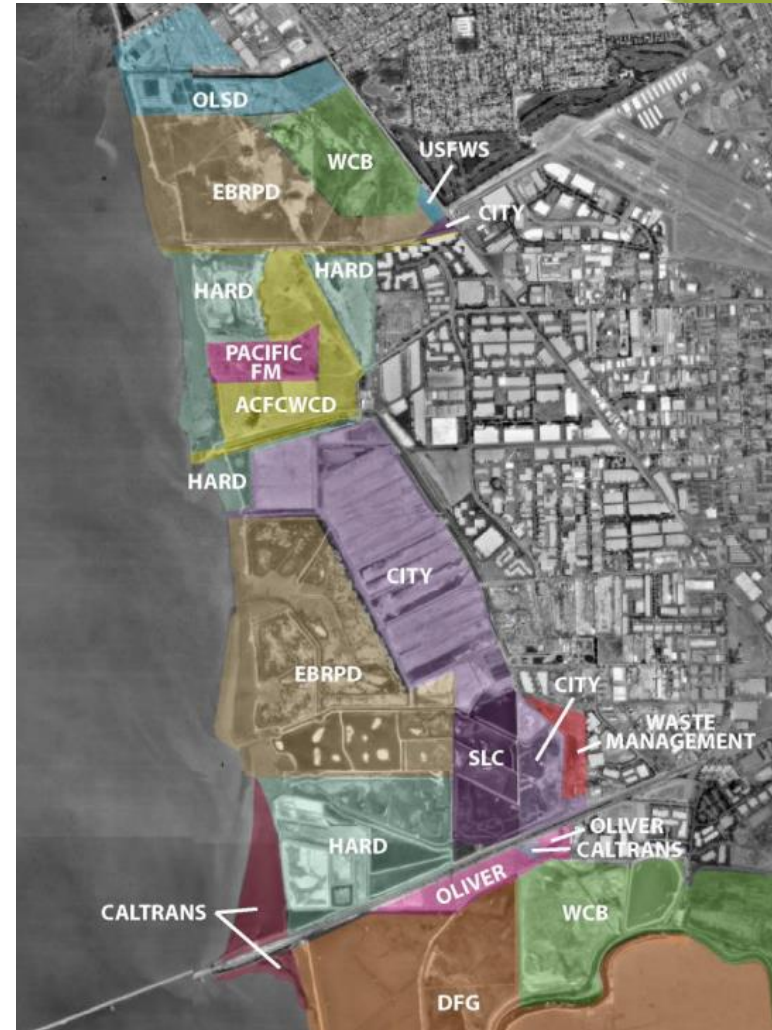 OLSD
WCB
USFWS
EBRPD
CITY
HARD
HARD
PACIFIC
FM
ACFCWCD
HARD
CITY
EBRPD
CITY
WASTE
MANAGEMENT
SLC
OLIVER
CALTRANS
HARD
OLIVER
CALTRANS
WCB
DFG